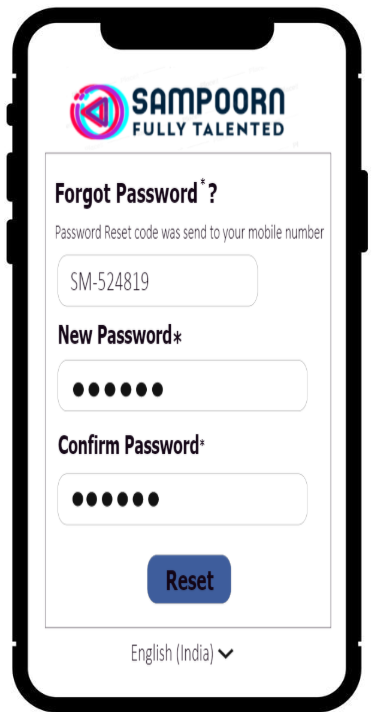 SAMPOORN
FULLY TALENTED
Forgot Password*?
Password Reset code was send to your mobile number
SM-524819
New Password*
●●●●●●
Confirm Password*
●●●●●●
Reset
English (India)